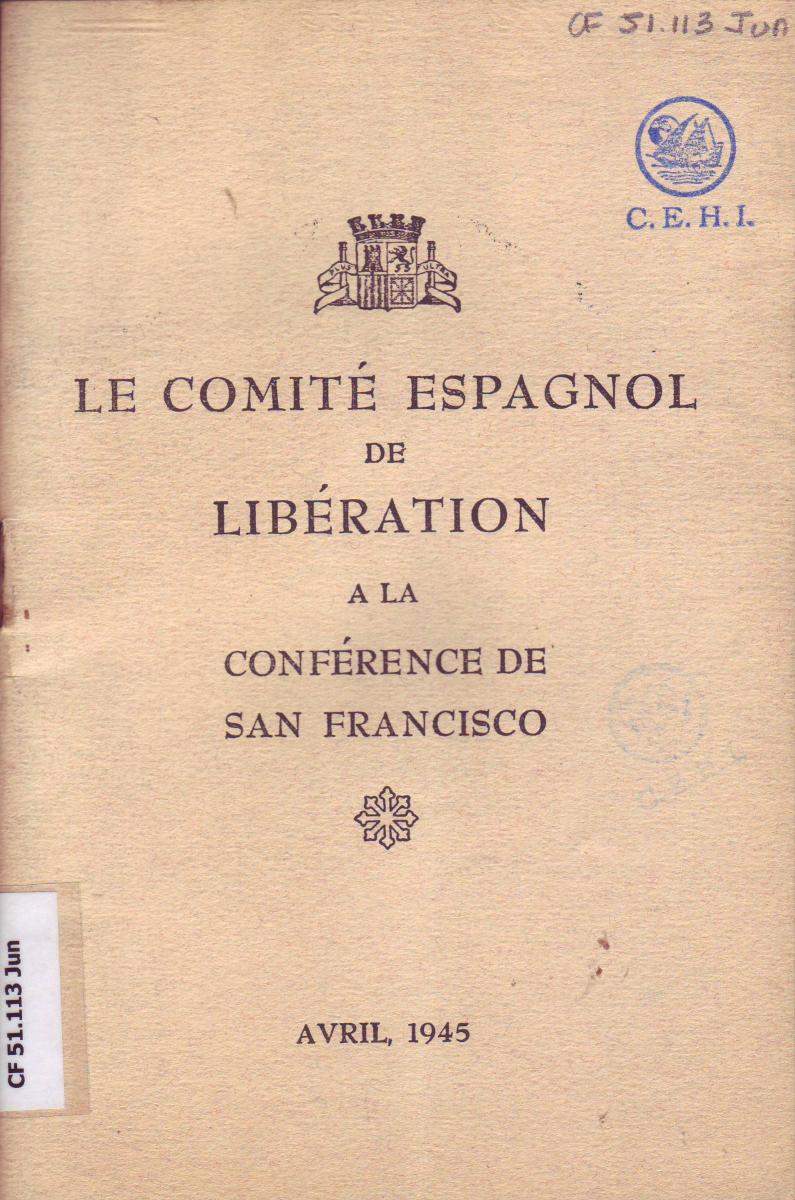 CF 51.113 Jun
C. E. H. I.
PLUS ULTRA
LE COMITÉ ESPAGNOL
DE
LIBÉRATION
A LA
CONFÉRENCE DE
SAN FRANCISCO
C. E. H. I.
AVRIL, 1945
CF 51.113 Jun